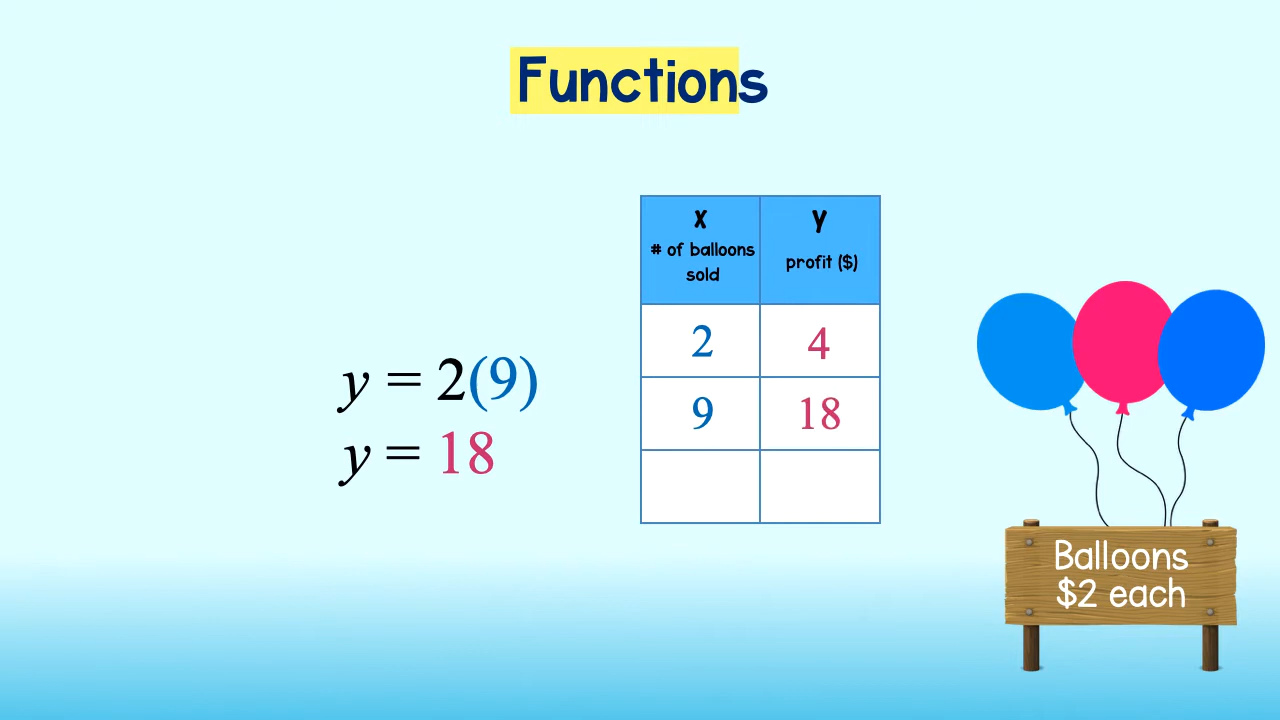 Functions
y = 2(9)
y = 18
x y
# of balloons sold profit ($)
2 4
9 18
Balloons
$2 each